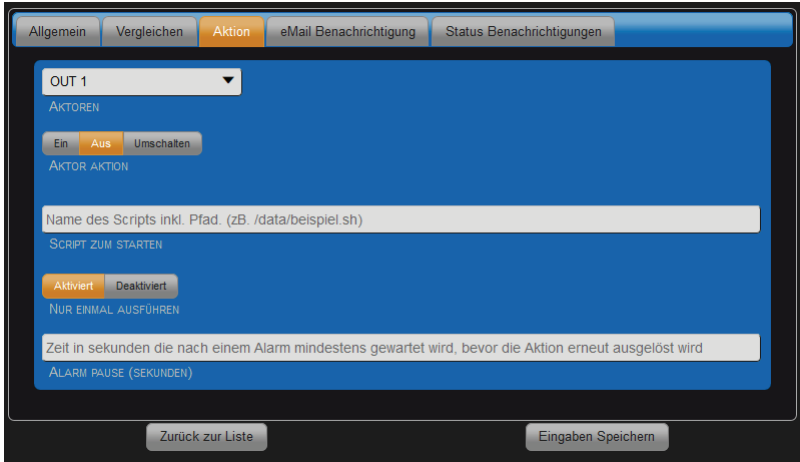 Allgemein Vergleichen Aktion eMail Benachrichtigung Status Benachrichtigungen
OUT 1
AKTOREN
Ein Aus Umschalten
AKTOR AKTION
Name des Scripts inkl. Pfad. (zB. /data/beispiel.sh)
SCRIPT ZUM STARTEN
Aktiviert Deaktiviert
NUR EINMAL AUSFÜHREN
Zeit in sekunden die nach einem Alarm mindestens gewartet wird, bevor die Aktion erneut ausgelöst wird
ALARM PAUSE (SEKUNDEN)
Zurück zur Liste Eingaben Speichern